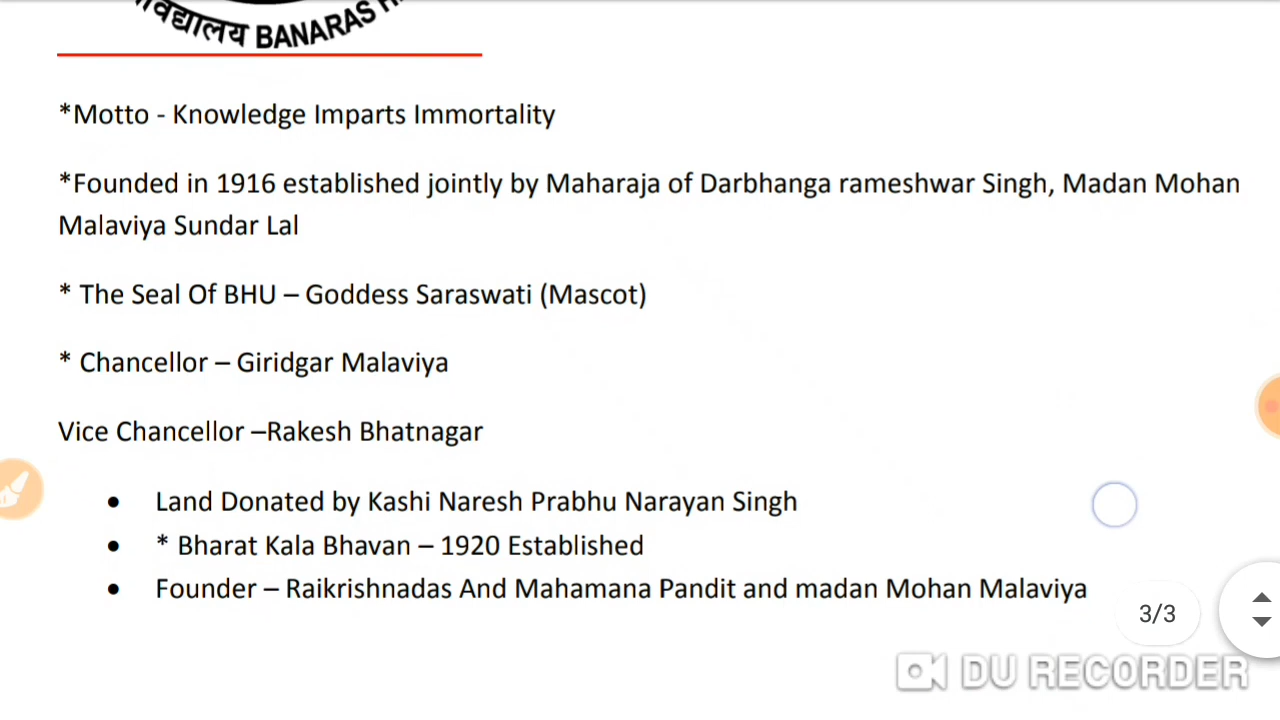 विद्यालय BANARAS
*Motto - Knowledge Imparts Immortality
*Founded in 1916 established jointly by Maharaja of Darbhanga rameshwar Singh, Madan Mohan
Malaviya Sundar Lal
* The Seal Of BHU – Goddess Saraswati (Mascot)
* Chancellor – Giridgar Malaviya
Vice Chancellor –Rakesh Bhatnagar
• Land Donated by Kashi Naresh Prabhu Narayan Singh
• * Bharat Kala Bhavan – 1920 Established
• Founder – Raikrishnadas And Mahamana Pandit and madan Mohan Malaviya
3/3
DU RECORDER